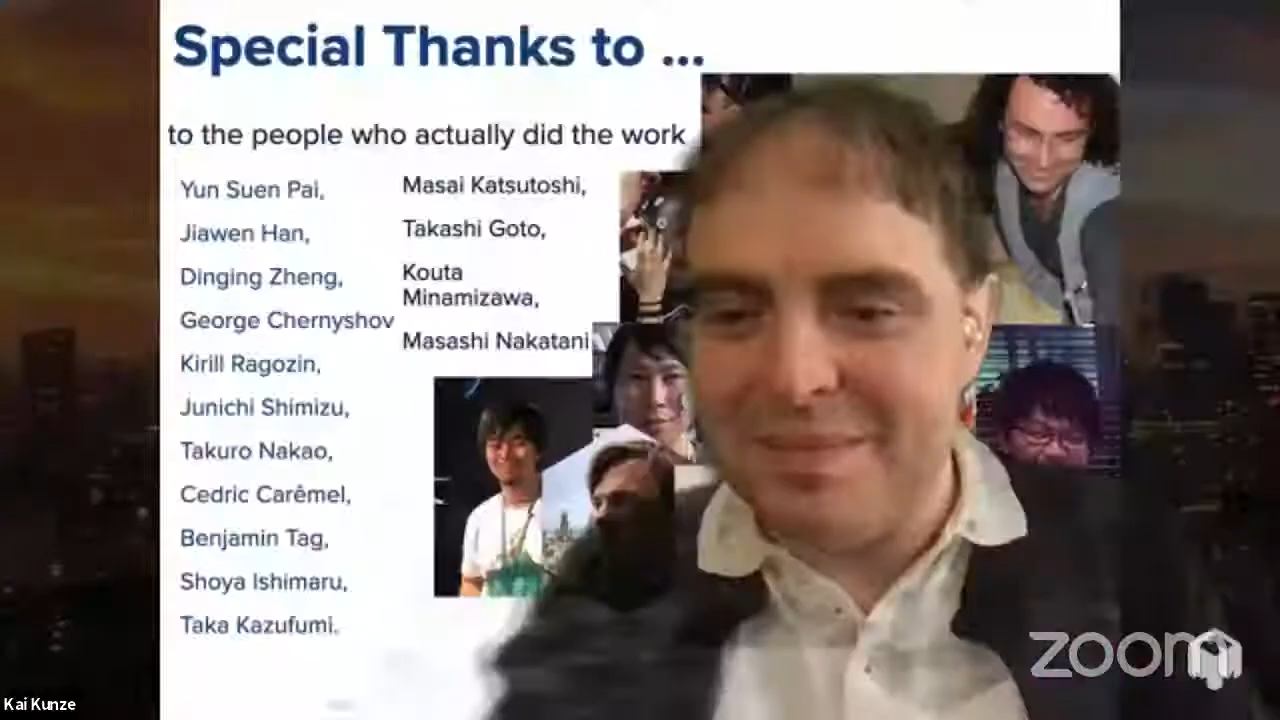 Special Thanks to ...
to the people who actually did the work
Yun Suen Pai,
Jiawen Han,
Dinging Zheng,
George Chernyshov
Kirill Ragozin,
Junichi Shimizu,
Takuro Nakao,
Cedric Carêmel,
Benjamin Tag,
Shoya Ishimaru,
Taka Kazufumi.
Masai Katsutoshi,
Takashi Goto,
Kouta
Minamizawa,
Masashi Nakatani
Kai Kunze
zoom